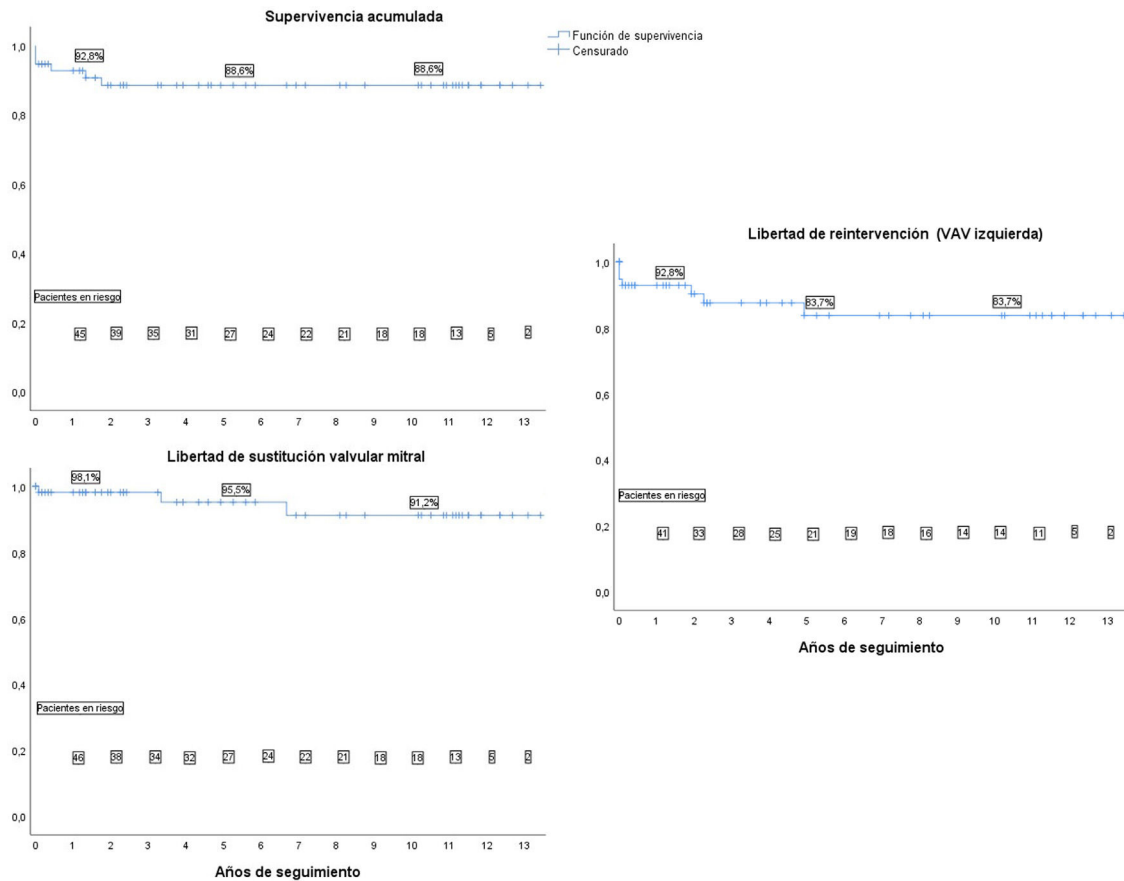 Supervivencia acumulada
Función de supervivencia
Censurado
1,0
0,8
0,6
0,4
0,2
0,0
92,8%
88,6%
88,6%
Pacientes en riesgo
45 39 35 31 27 24 22 21 18 18 13 5 2
0 1 2 3 4 5 6 7 8 9 10 11 12 13
Libertad de sustitución valvular mitral
1,0
0,8
0,6
0,4
0,2
0,0
98,1%
95,5%
91,2%
Pacientes en riesgo
46 38 34 32 27 24 22 21 18 18 13 5 2
0 1 2 3 4 5 6 7 8 9 10 11 12 13
Años de seguimiento
Libertad de reintervención (VAV izquierda)
1,0
0,8
0,6
0,4
0,2
0,0
92,8%
83,7%
83,7%
Pacientes en riesgo
41 33 28 25 21 19 18 16 14 14 11 5 2
0 1 2 3 4 5 6 7 8 9 10 11 12 13
Años de seguimiento